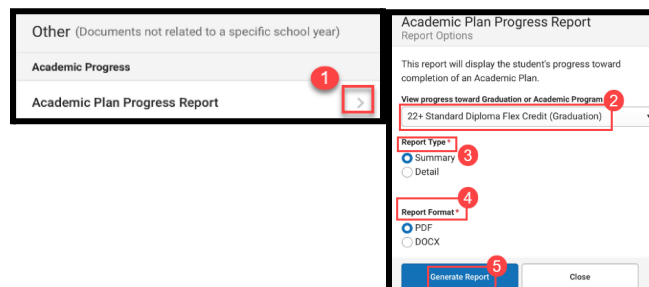 Other (Documents not related to a specific school year)
Academic Progress
1
Academic Plan Progress Report
Academic Plan Progress Report
Report Options
This report will display the student's progress toward
completion of an Academic Plan.
View progress toward Graduation or Academic Program
2
22+ Standard Diploma Flex Credit (Graduation)
Report Type *
3
Summary
Detail
4
Report Format *
PDF
DOCX
5
Generate Report
Close